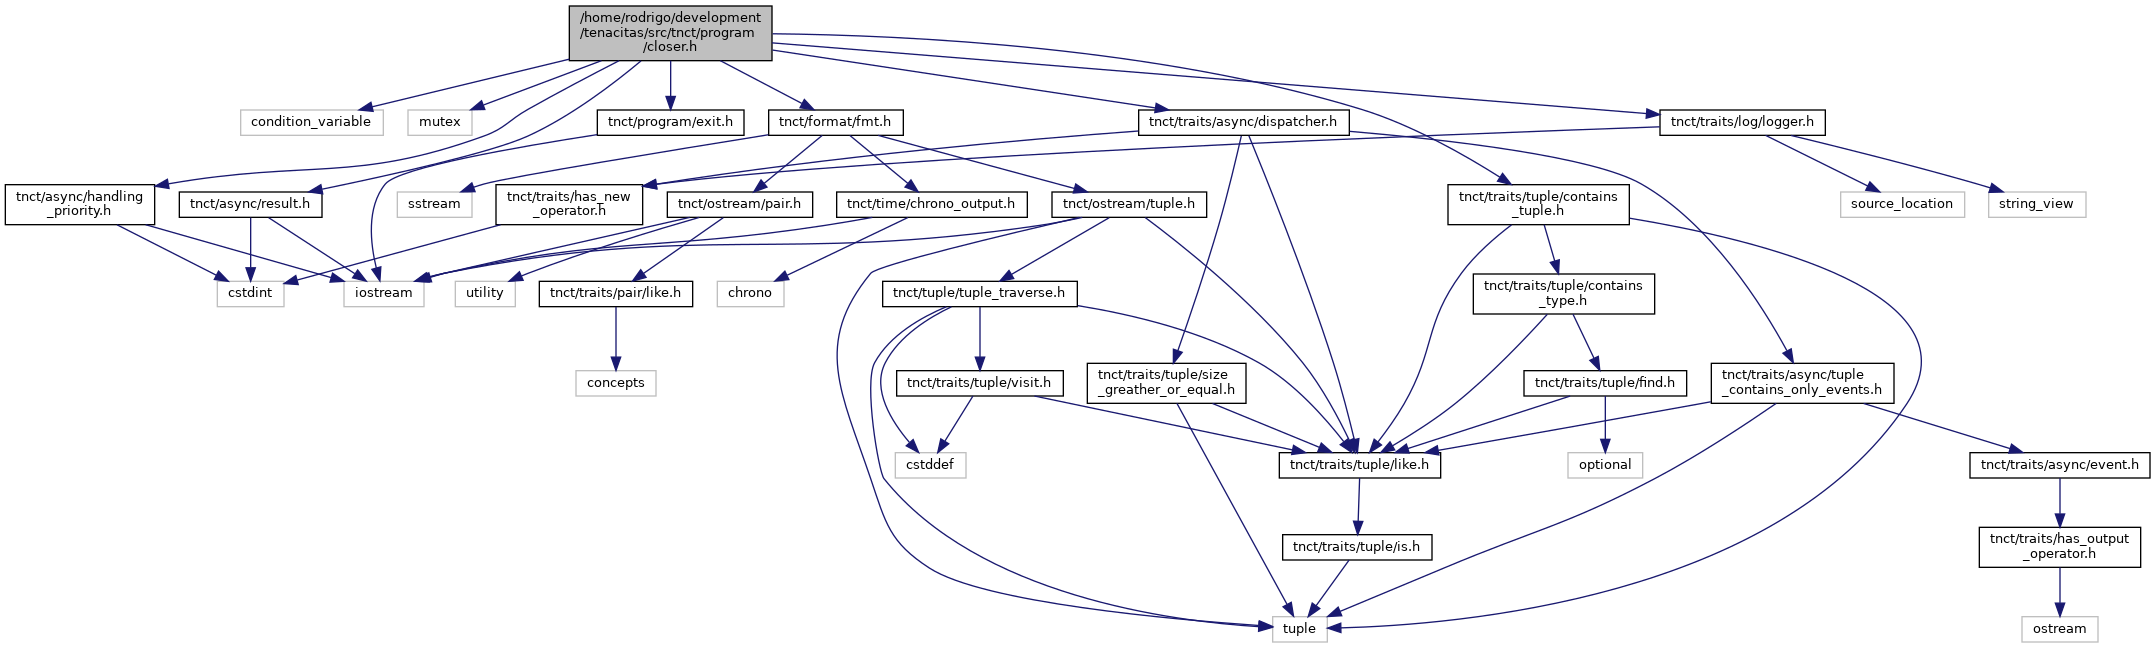 /home/rodrigo/development
/tenacitas/src/tnct/program
/closer.h
condition_variable
mutex
tnct/program/exit.h
tnct/format/fmt.h
tnct/traits/async/dispatcher.h
tnct/traits/log/logger.h
tnct/async/handling
_priority.h
tnct/async/result.h
sstream
tnct/traits/has_new
_operator.h
tnct/ostream/pair.h
tnct/time/chrono_output.h
tnct/ostream/tuple.h
tnct/traits/tuple/contains
_tuple.h
source_location
string_view
cstdint
iostream
utility
tnct/traits/pair/like.h
chrono
tnct/tuple/tuple_traverse.h
tnct/traits/tuple/contains
_type.h
concepts
tnct/traits/tuple/visit.h
tnct/traits/tuple/size
_greather_or_equal.h
tnct/traits/tuple/find.h
tnct/traits/async/tuple
_contains_only_events.h
cstddef
tnct/traits/tuple/like.h
optional
tnct/traits/async/event.h
tnct/traits/tuple/is.h
tnct/traits/has_output
_operator.h
tuple
ostream